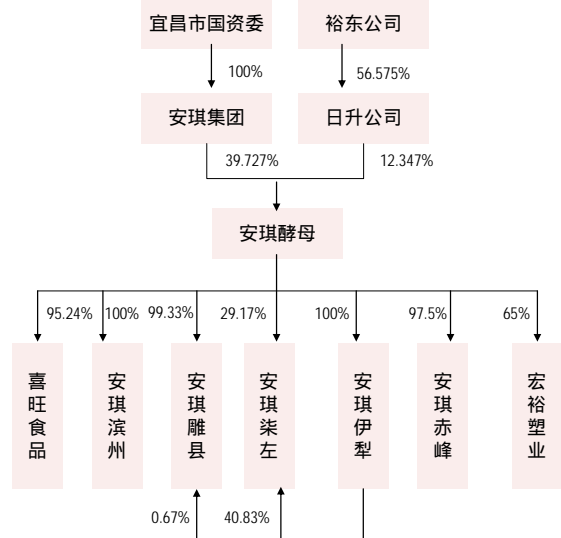 宜昌市国资委
裕东公司
100%
56.575%
安琪集团
日升公司
39.727%
12.347%
安琪酵母
95.24%
100%
99.33%
29.17%
100%
97.5%
65%
喜旺食品
安琪滨州
安琪雕县
安琪柒左
安琪伊犁
安琪赤峰
宏裕塑业
0.67%
40.83%